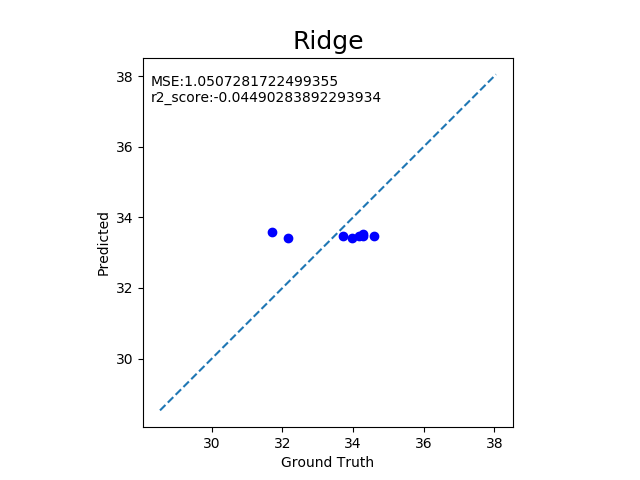 Ridge
MSE:1.0507281722499355
r2_score:-0.04490283892293934
38
36
34
32
30
Predicted
30 32 34 36 38
Ground Truth